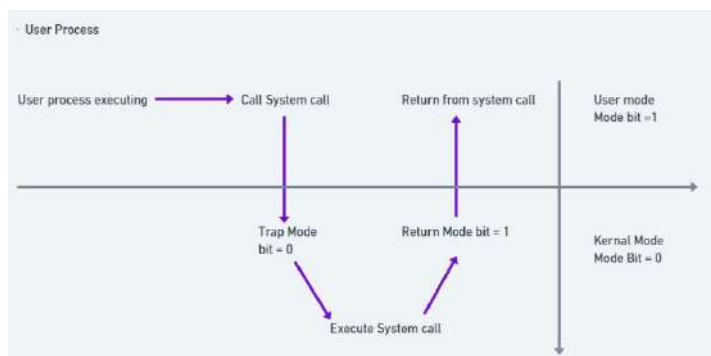 User Process
User process executing
Call System call
Return from system call
User mode
Mode bit =1
Trap Mode
bit = 0
Return Mode bit = 1
Kernal Mode
Mode Bit = 0
Execute System call